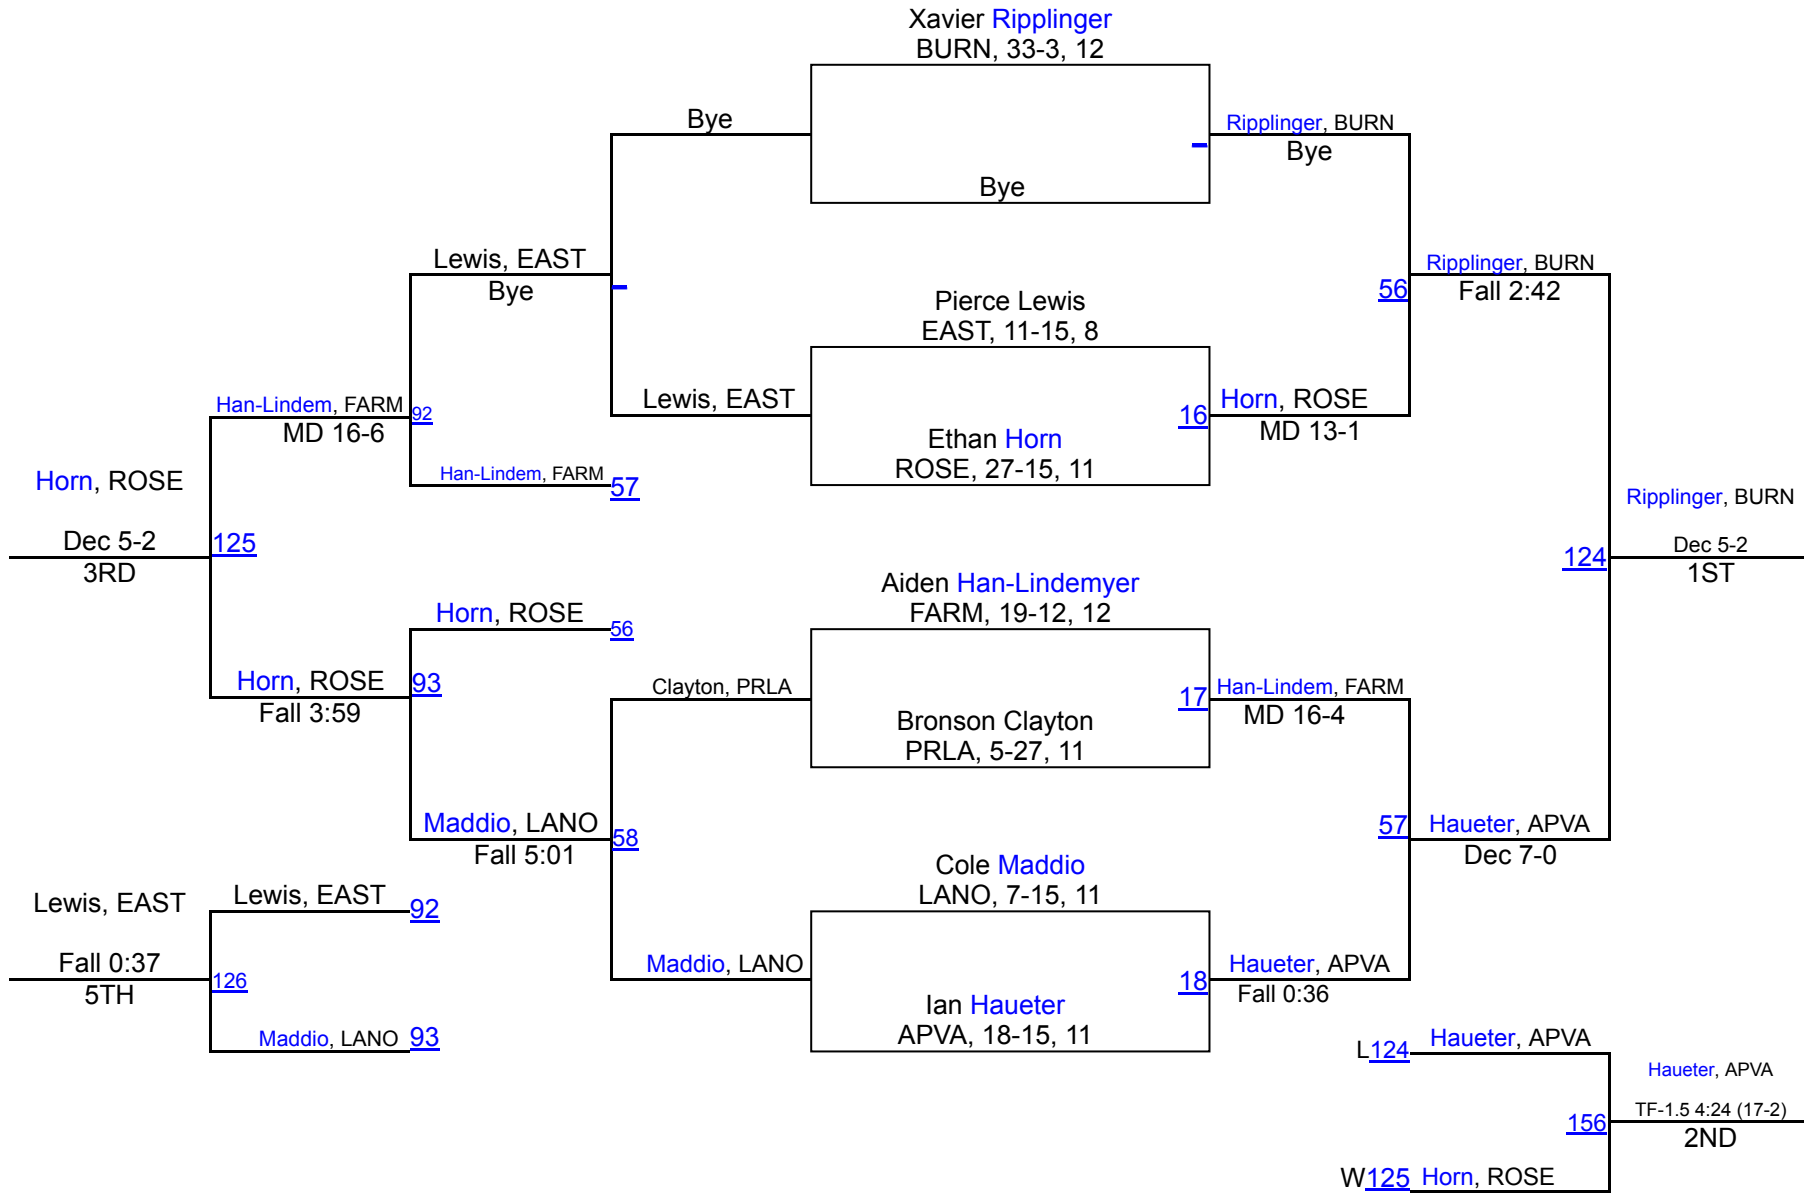 Xavier Ripplinger
BURN, 33-3, 12
Bye
Bye
-
Ripplinger, BURN
Bye
Lewis, EAST
Bye
-
Pierce Lewis
EAST, 11-15, 8
Lewis, EAST
Ethan Horn
ROSE, 27-15, 11
16
Horn, ROSE
MD 13-1
56
Ripplinger, BURN
Fall 2:42
Han-Lindem, FARM
MD 16-6
92
Han-Lindem, FARM
57
Horn, ROSE
Dec 5-2
3RD
125
Ripplinger, BURN
124
Dec 5-2
1ST
Aiden Han-Lindemyer
FARM, 19-12, 12
Horn, ROSE
56
Horn, ROSE
Fall 3:59
93
Clayton, PRLA
Bronson Clayton
PRLA, 5-27, 11
17
Han-Lindem, FARM
MD 16-4
Maddio, LANO
Fall 5:01
58
57
Haueter, APVA
Dec 7-0
Cole Maddio
LANO, 7-15, 11
Maddio, LANO
Ian Haueter
APVA, 18-15, 11
18
Haueter, APVA
Fall 0:36
Lewis, EAST
Fall 0:37
5TH
Lewis, EAST
92
126
Maddio, LANO
93
L124
Haueter, APVA
Haueter, APVA
156
TF-1.5 4:24 (17-2)
2ND
W125
Horn, ROSE